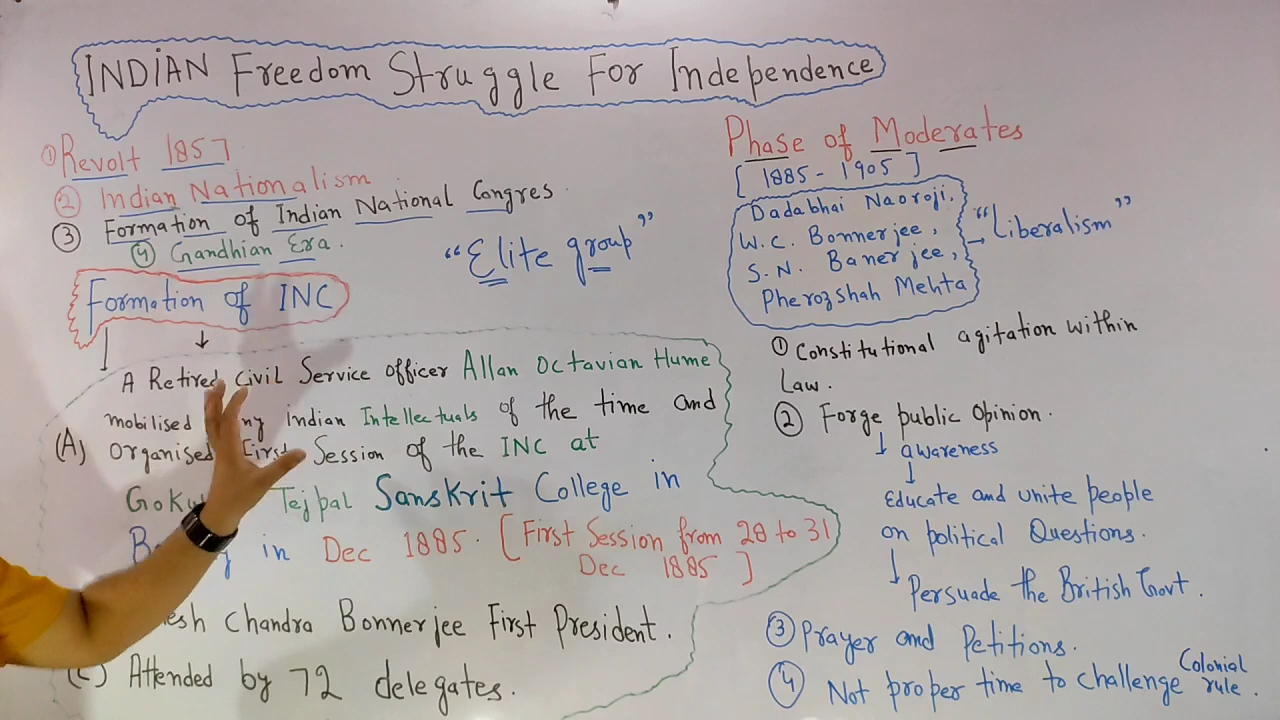 INDIAN Freedom Struggle For Independence
① Revolt 1857
② Indian Nationalism
③ Formation of Indian National Congres
④ Gandhian Era.
"Elite group"
Formation of INC
A Retired Civil Service officer Allan Octavian Hume
mobilised Indian Intellectuals of the time and
(A) organised First Session of the INC at
Tejpal Sanskrit College in
in Dec 1885. [First Session from 28 to 31
Dec 1885]
Chandra Bonnerjee First President.
(C) Attended by 72 delegates.
Phase of Moderates
[1885 - 1905]
Dadabhai Naoroji,
W.C. Bonnerjee,
S.N. Banerjee,
Pherozshah Mehta
"Liberalism"
① Constitutional agitation within
Law.
② Forge public opinion.
awareness
Educate and unite people
on political Questions.
Persuade the British Govt.
③ Prayer and Petitions.
④ Not proper time to challenge Colonial
rule.